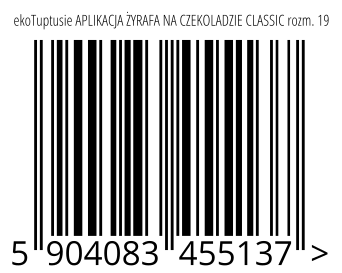 ekoTuptusie APLIKACJA ŻYRAFA NA CZEKOLADZIE CLASSIC rozm. 19
5 904083 455137 >